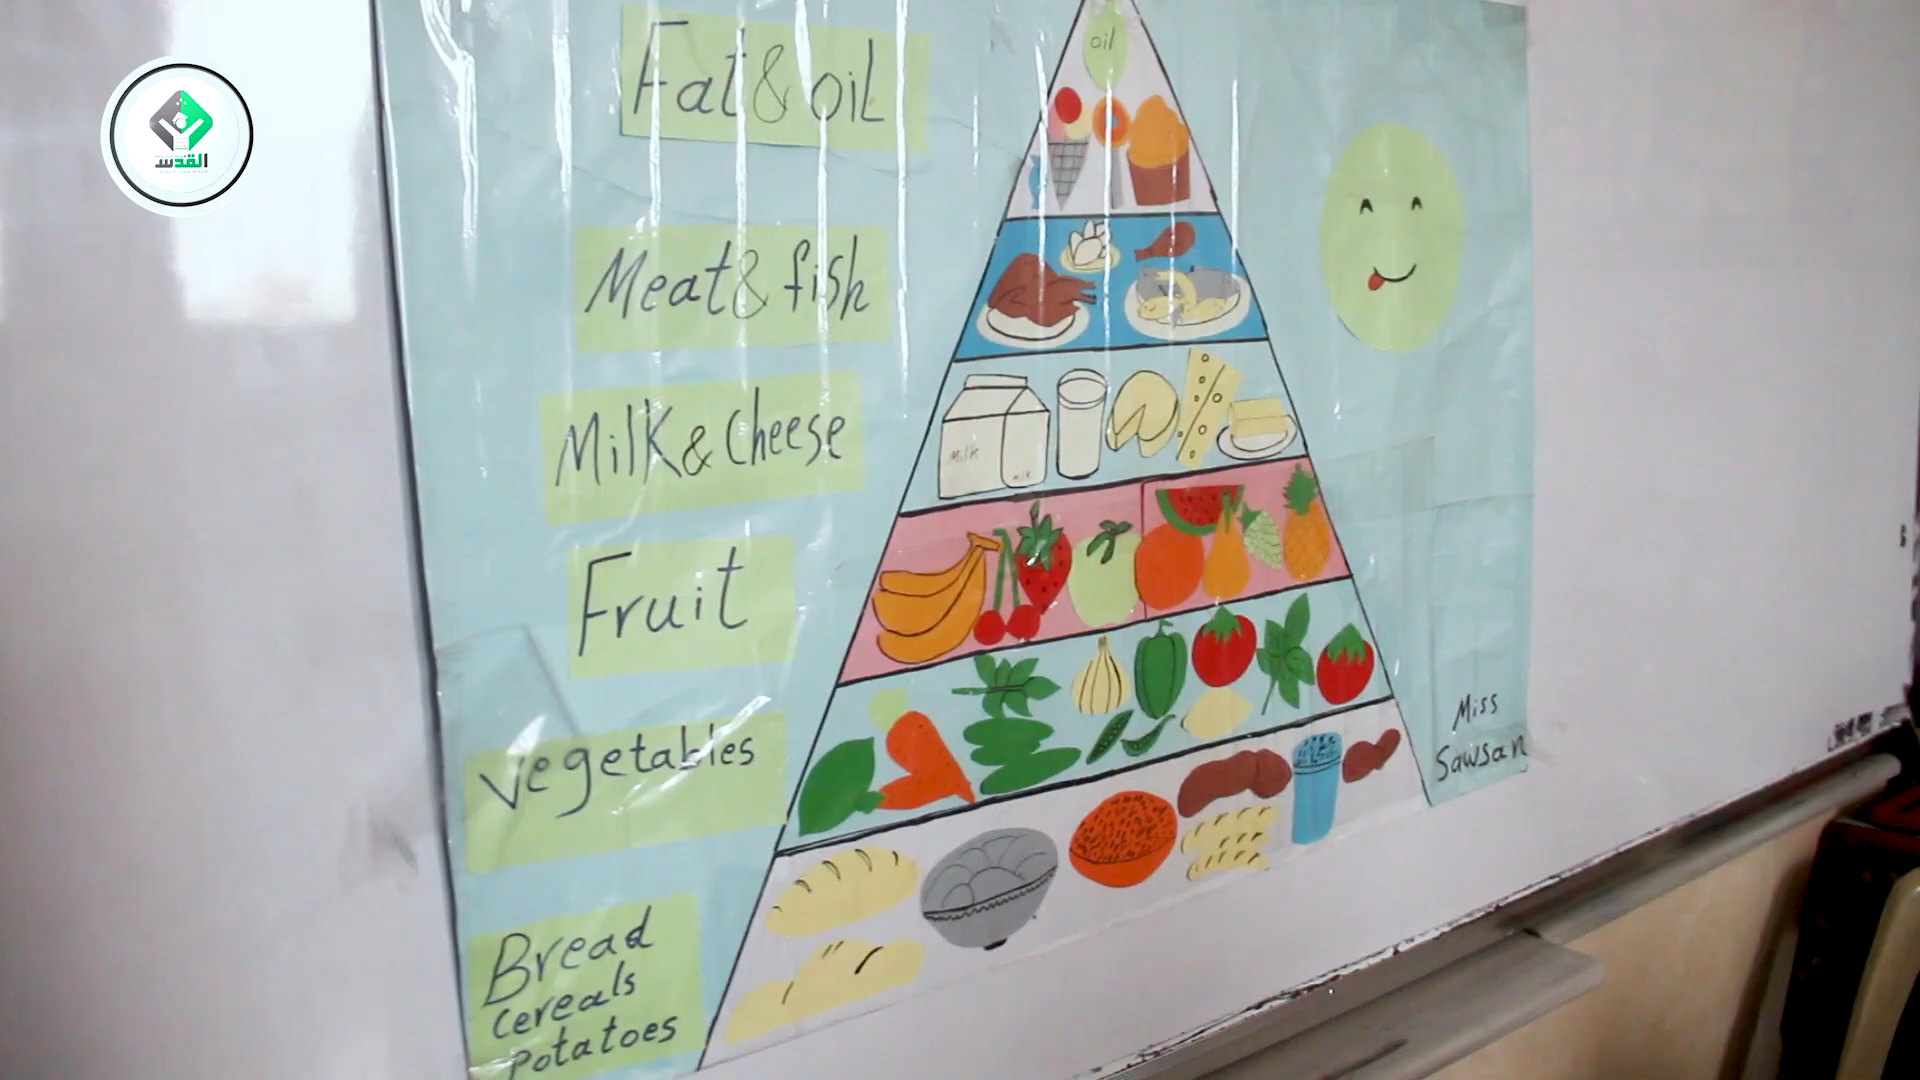 القدس
Fat & oil
oil
Meat & fish
Milk & Cheese
Milk
milk
Fruit
vegetables
Miss
Sawsan
Bread
cereals
potatoes